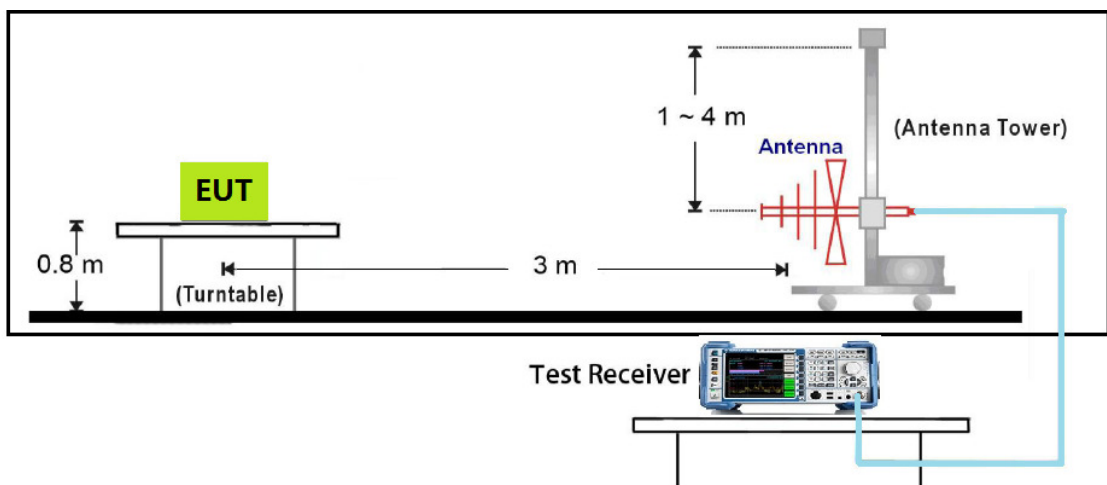 1 ~ 4 m
(Antenna Tower)
Antenna
EUT
0.8 m
3 m
(Turntable)
Test Receiver